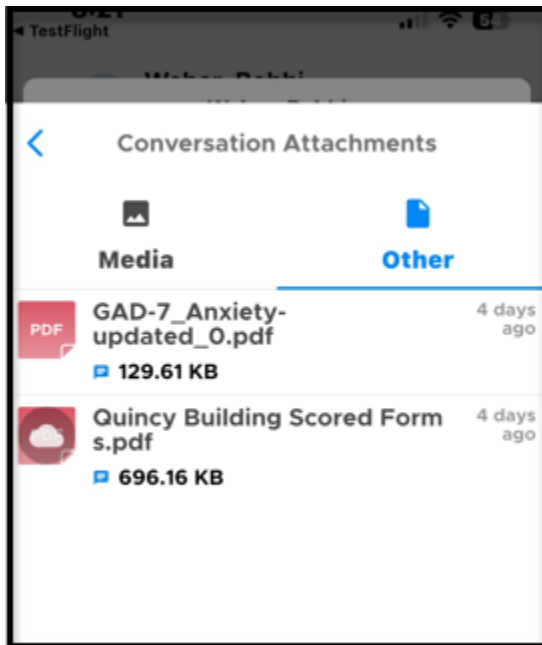 TestFlight
54
Conversation Attachments
Media
Other
PDF
GAD-7_Anxiety-
updated_0.pdf
4 days
ago
129.61 KB
Quincy Building Scored Form
s.pdf
4 days
ago
696.16 KB